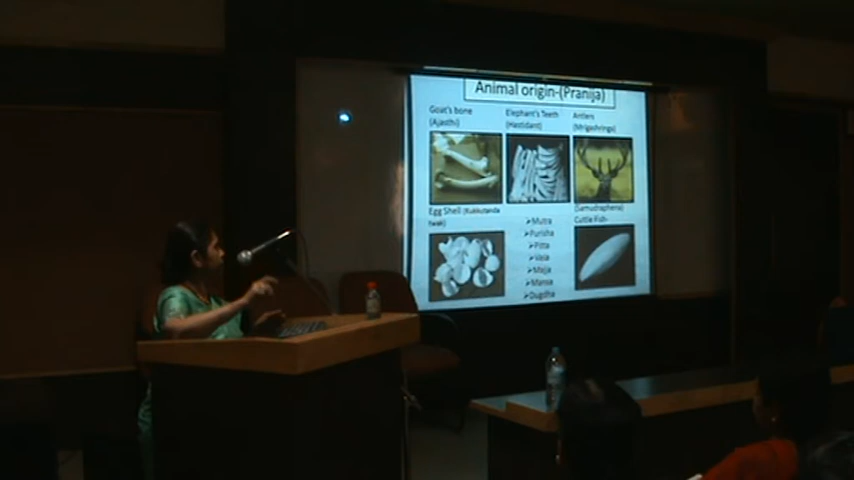 Animal origin-(Pranija)
Goat's bone
(Ajasthi)
Elephant's Teeth
(Hastidant)
Antlers
(Mrigashringa)
Egg Shell (Kukkutanda
twak)
➢Mutra
➢Purisha
➢Pitta
➢Vasa
➢Majja
➢Mansa
➢Dugdha
(Samudraphena)
Cuttle Fish-